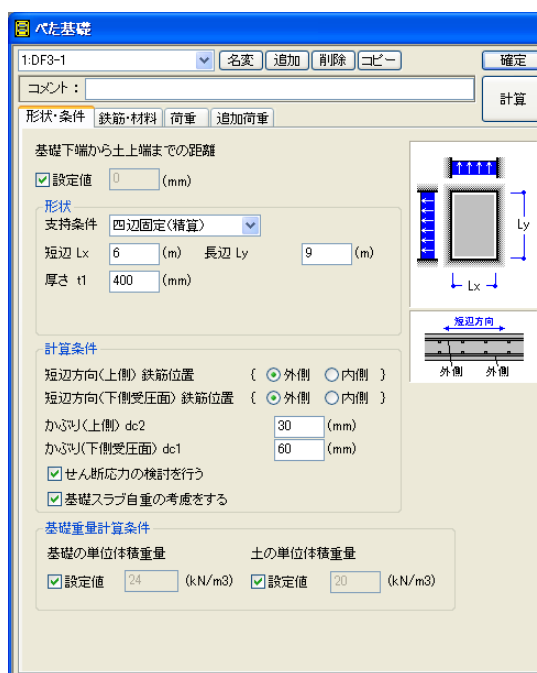 べた基礎
1:DF3-1 名変 追加 削除 コピー 確定
コメント：
計算
形状・条件 鉄筋・材料 荷重 追加荷重
基礎下端から土上端までの距離
設定値 0 (mm)
形状
支持条件 四辺固定(積算)
短辺 Lx 6 (m) 長辺 Ly 9 (m)
厚さ t1 400 (mm)
Ly
Lx
短辺方向
外側 外側
計算条件
短辺方向(上側) 鉄筋位置 { 外側 内側 }
短辺方向(下側受圧面) 鉄筋位置 { 外側 内側 }
かぶり(上側) dc2 30 (mm)
かぶり(下側受圧面) dc1 60 (mm)
せん断応力の検討を行う
基礎スラブ自重の考慮をする
基礎重量計算条件
基礎の単位体積重量 土の単位体積重量
設定値 24 (kN/m3) 設定値 20 (kN/m3)